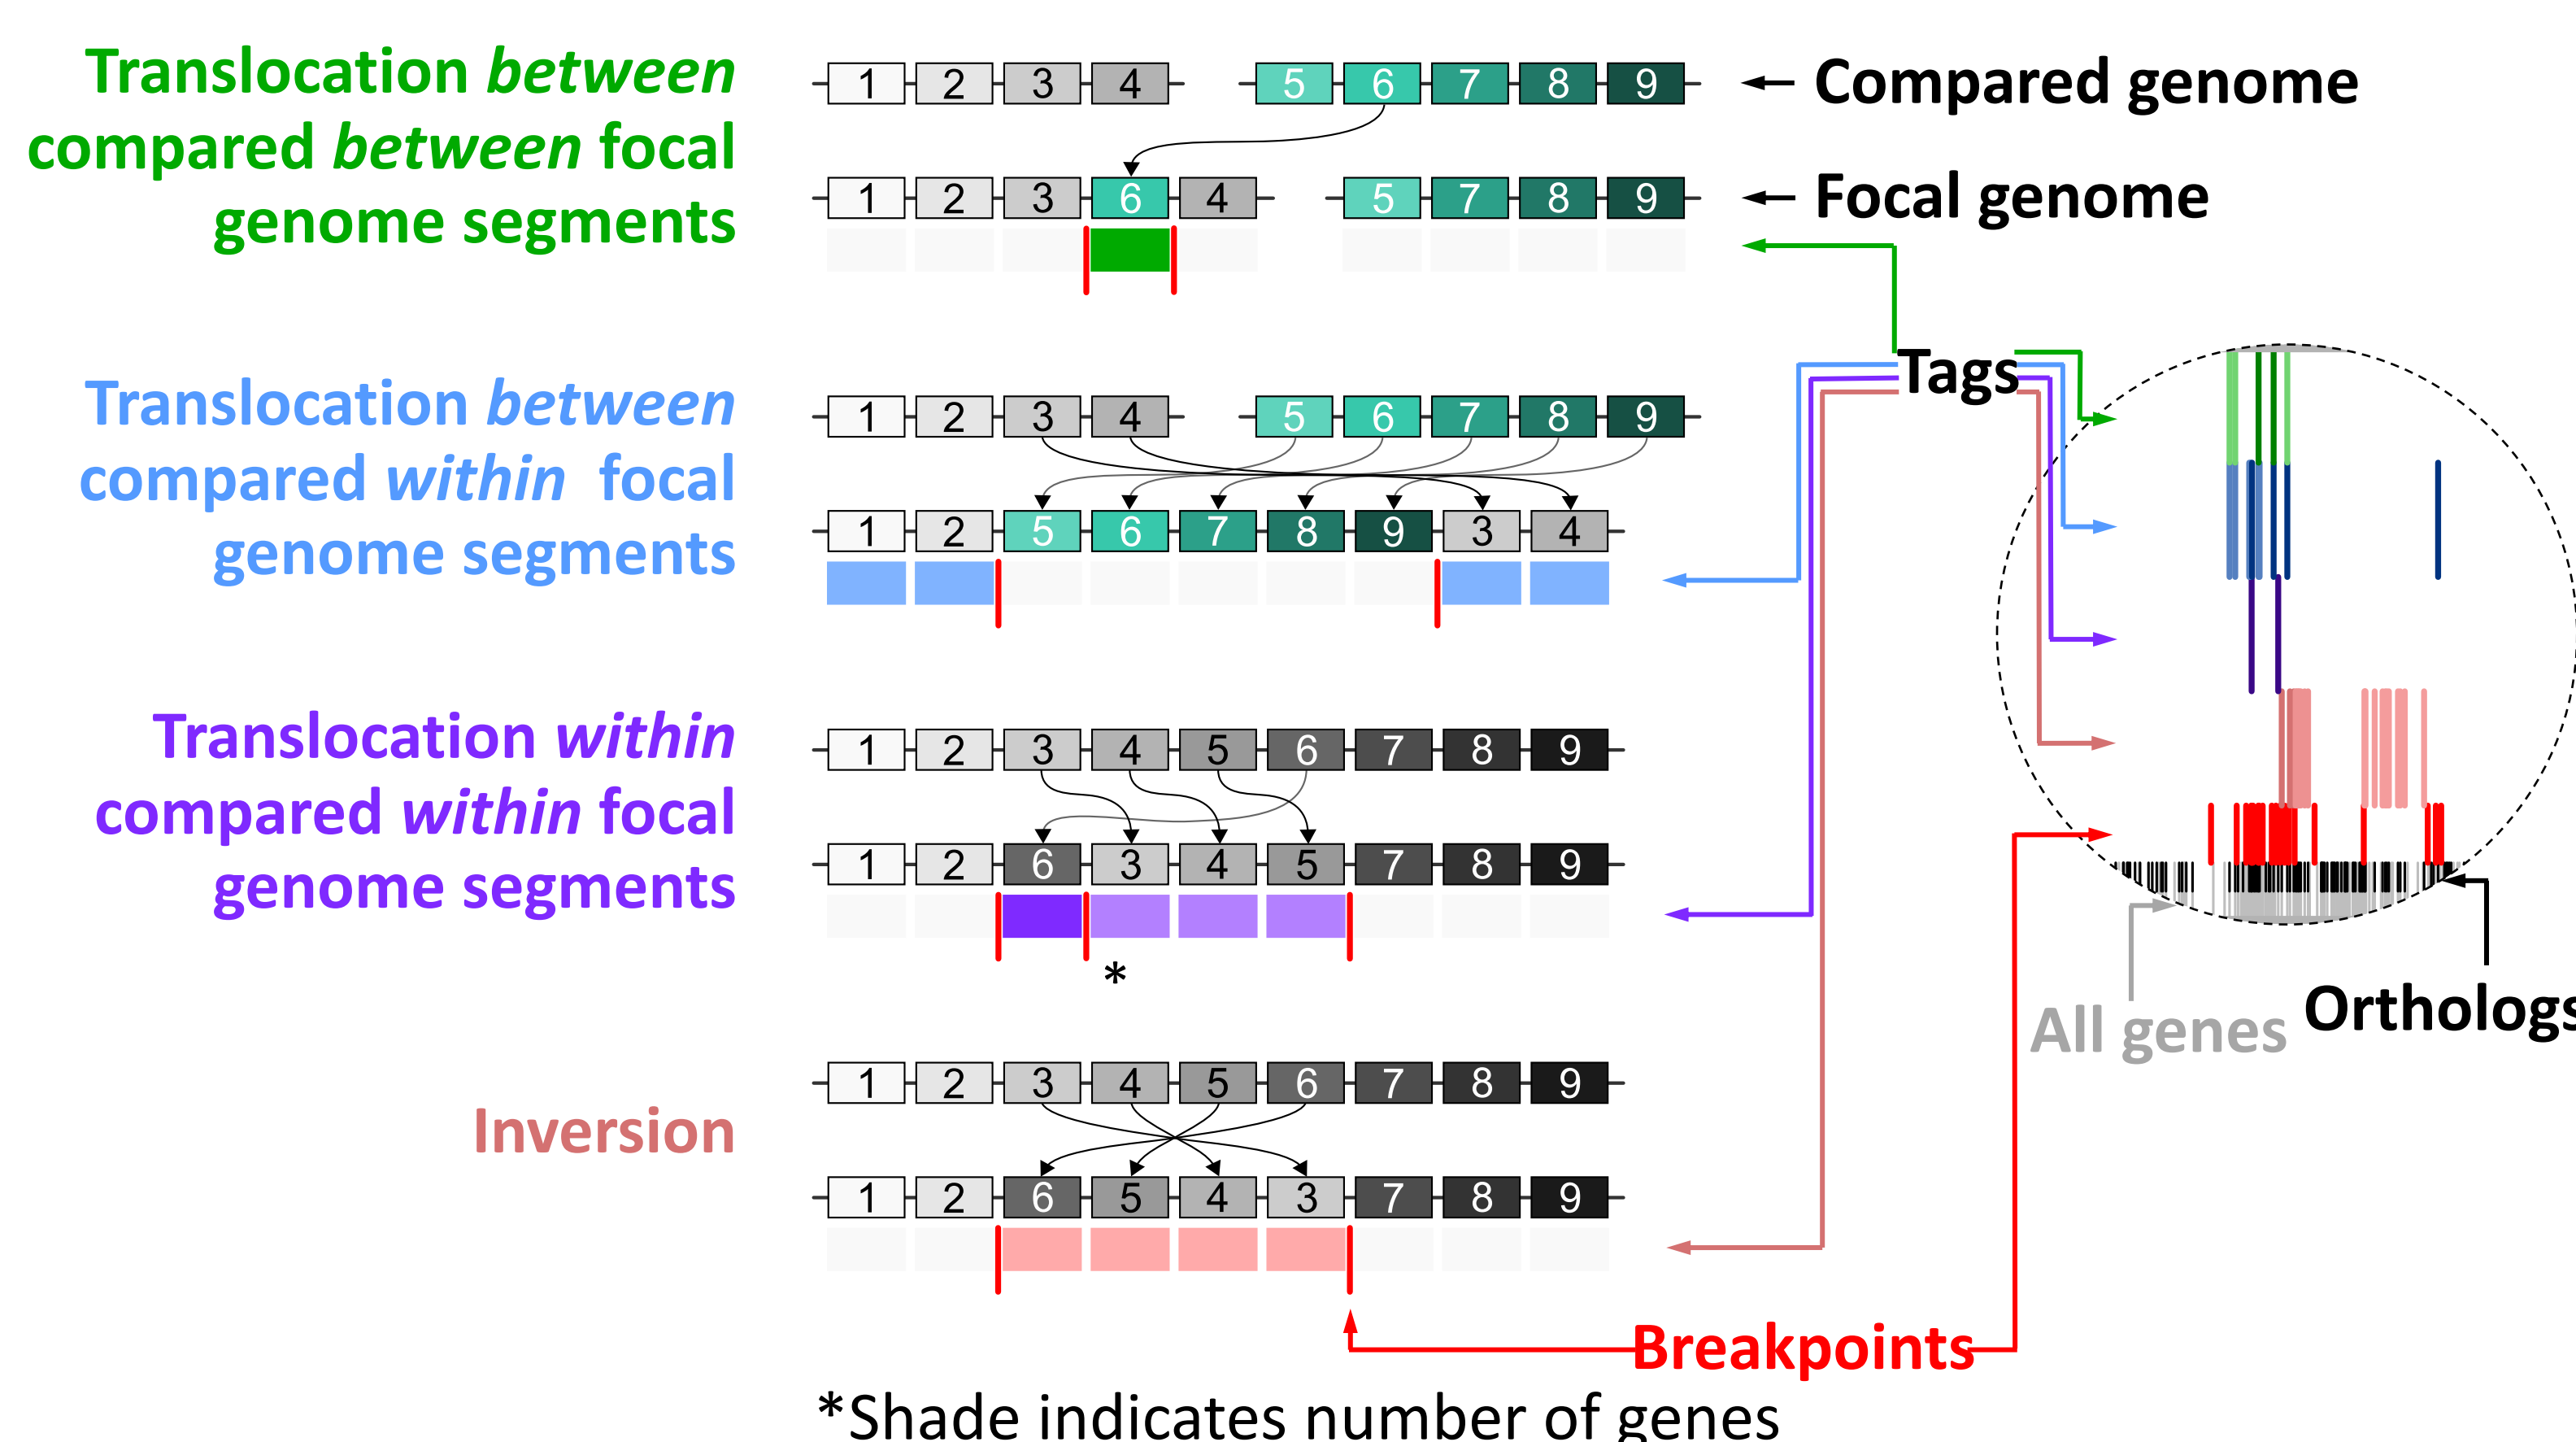 Translocation between
compared between focal
genome segments
1 2 3 4 5 6 7 8 9
Compared genome
1 2 3 6 4 5 7 8 9
Focal genome
Tags
Translocation between
compared within focal
genome segments
1 2 3 4 5 6 7 8 9
1 2 5 6 7 8 9 3 4
Translocation within
compared within focal
genome segments
1 2 3 4 5 6 7 8 9
1 2 6 3 4 5 7 8 9
*
All genes
Orthologs
Inversion
1 2 3 4 5 6 7 8 9
1 2 6 5 4 3 7 8 9
Breakpoints
*Shade indicates number of genes